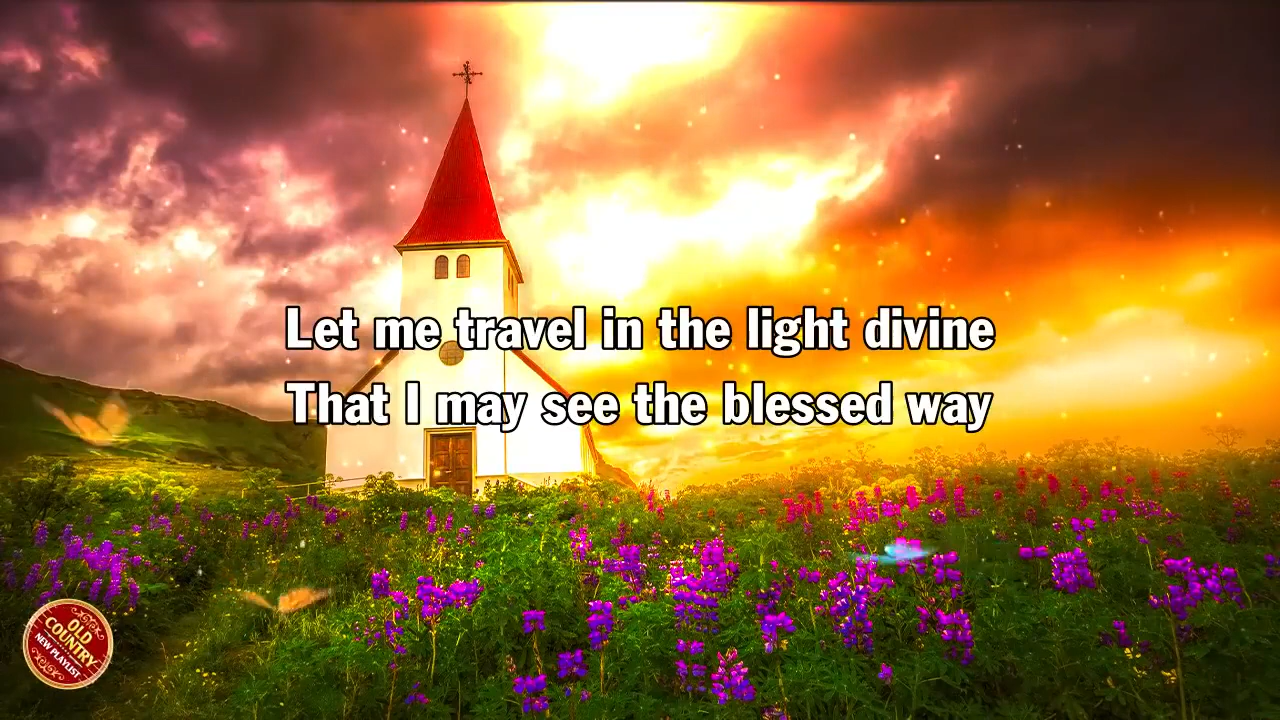 Let me travel in the light divine
That I may see the blessed way
OLD
COUNTRY
NEW PLAYLIST